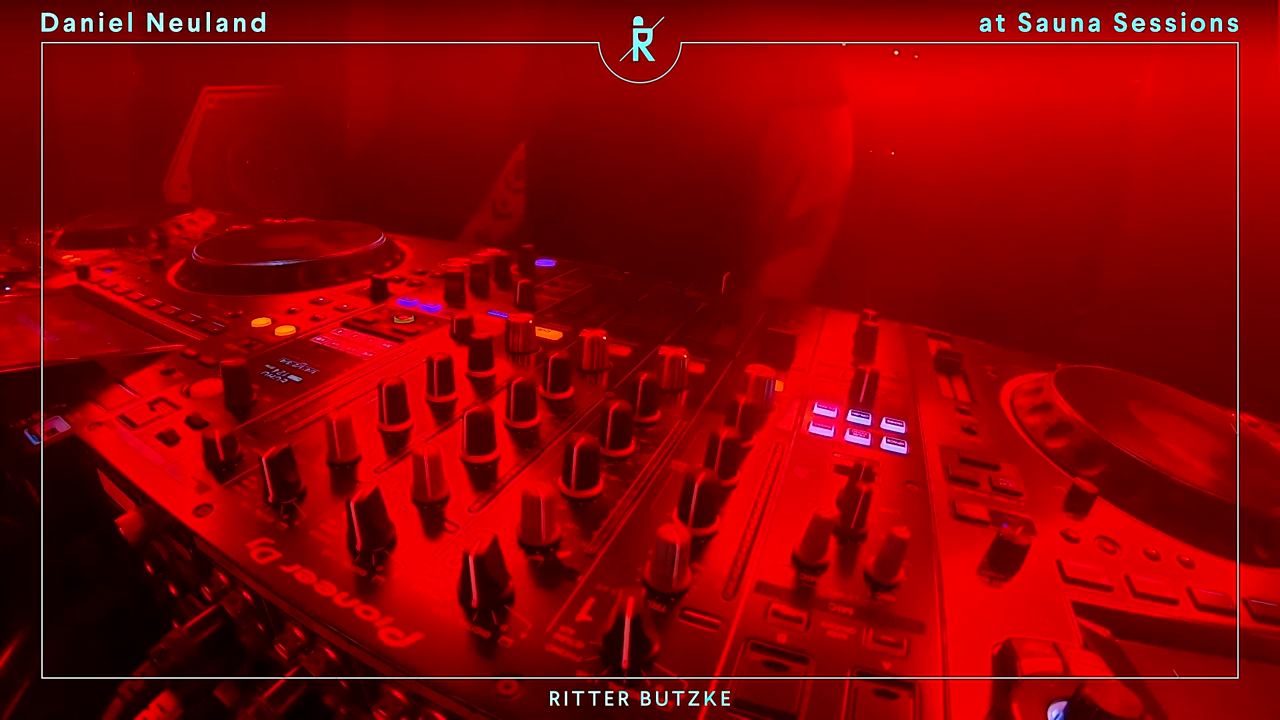 Daniel Neuland
at Sauna Sessions
R
Pioneer Dj
RITTER BUTZKE